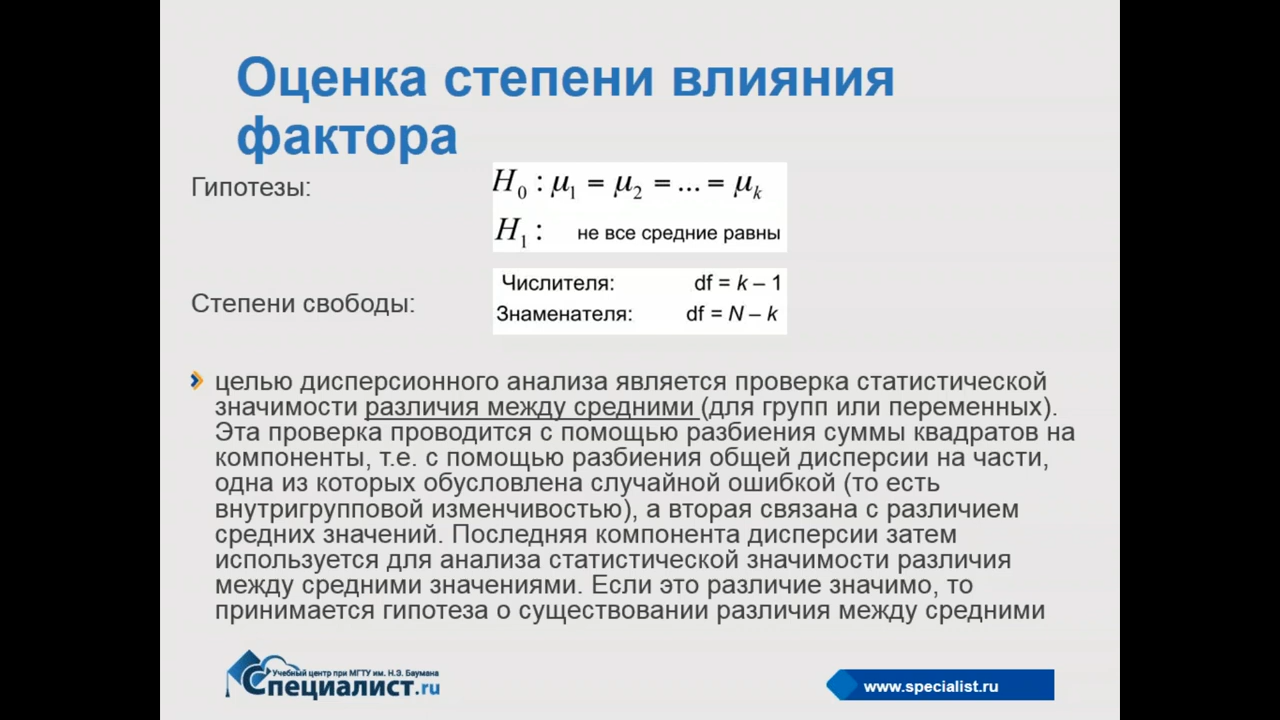 Оценка степени влияния
фактора
Гипотезы:
H₀ : μ₁ = μ₂ = ... = μₖ
H₁ : не все средние равны
Степени свободы:
Числителя: df = k – 1
Знаменателя: df = N – k
целью дисперсионного анализа является проверка статистической
значимости различия между средними (для групп или переменных).
Эта проверка проводится с помощью разбиения суммы квадратов на
компоненты, т.е. с помощью разбиения общей дисперсии на части,
одна из которых обусловлена случайной ошибкой (то есть
внутригрупповой изменчивостью), а вторая связана с различием
средних значений. Последняя компонента дисперсии затем
используется для анализа статистической значимости различия
между средними значениями. Если это различие значимо, то
принимается гипотеза о существовании различия между средними
Учебный центр при МГТУ им. Н.Э. Баумана
Специалист.ru
www.specialist.ru